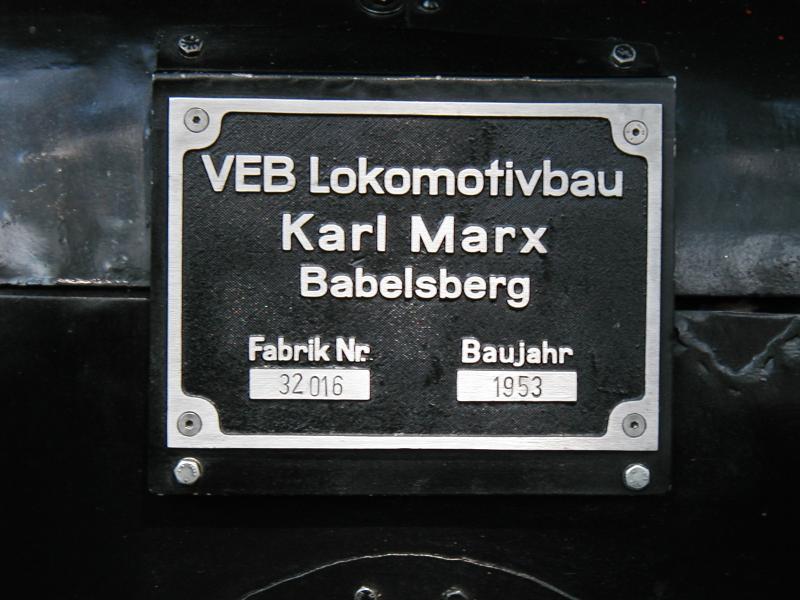 VEB Lokomotivbau
Karl Marx
Babelsberg
Fabrik Nr. Baujahr
32 016 1953